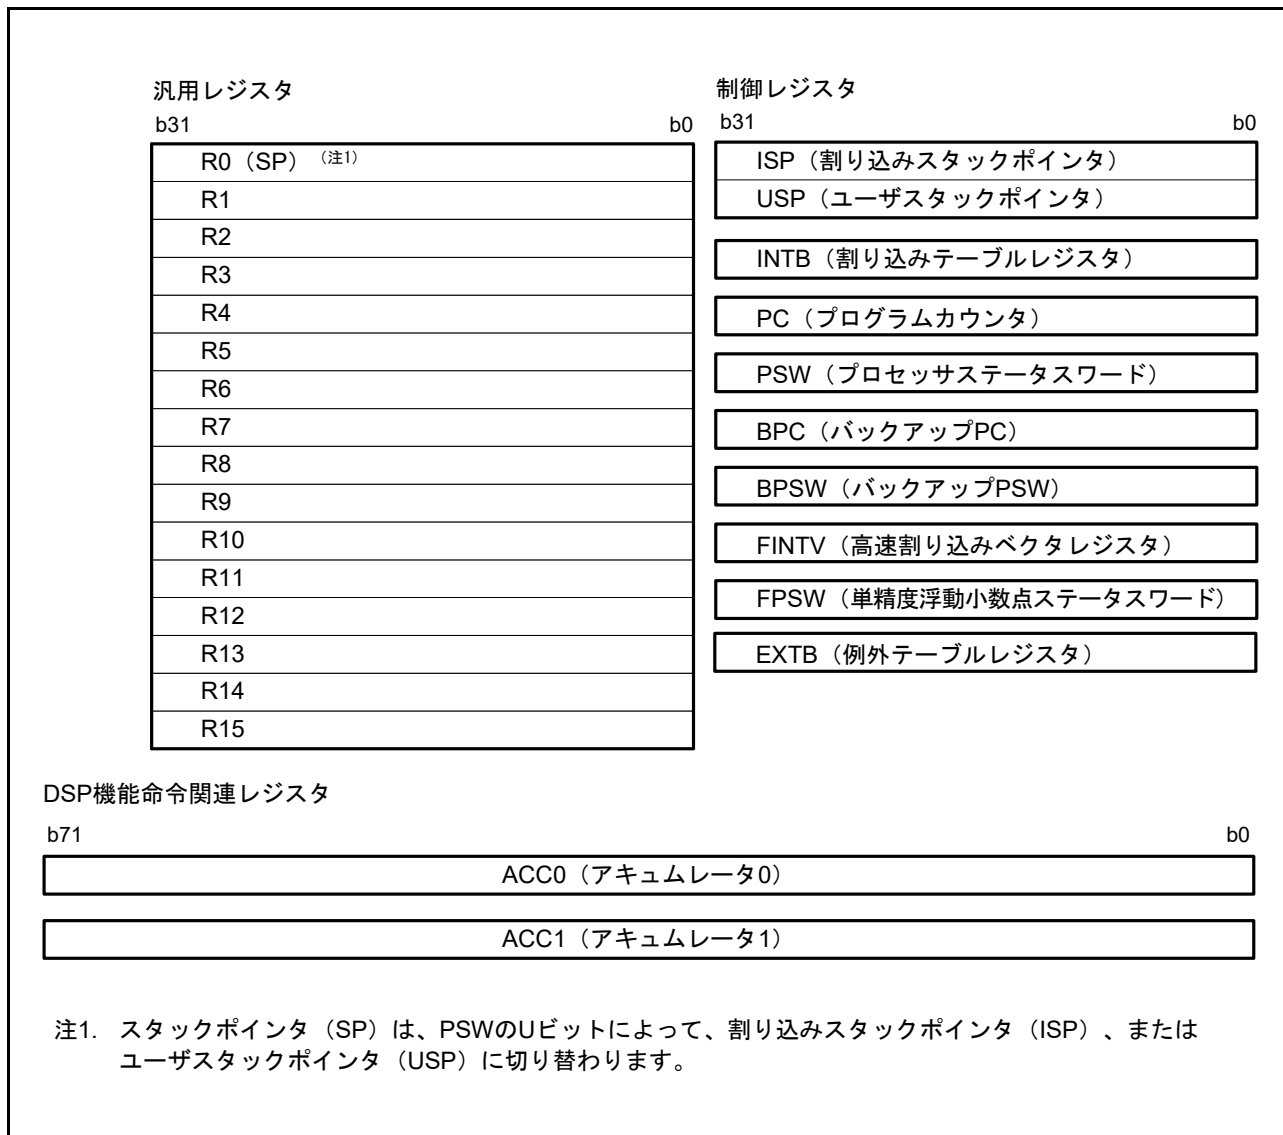 汎用レジスタ
b31 b0
R0（SP）（注1）
R1
R2
R3
R4
R5
R6
R7
R8
R9
R10
R11
R12
R13
R14
R15
制御レジスタ
b31 b0
ISP（割り込みスタックポインタ）
USP（ユーザスタックポインタ）
INTB（割り込みテーブルレジスタ）
PC（プログラムカウンタ）
PSW（プロセッサステータスワード）
BPC（バックアップPC）
BPSW（バックアップPSW）
FINTV（高速割り込みベクタレジスタ）
FPSW（単精度浮動小数点ステータスワード）
EXTB（例外テーブルレジスタ）
DSP機能命令関連レジスタ
b71 b0
ACC0（アキュムレータ0）
ACC1（アキュムレータ1）
注1. スタックポインタ（SP）は、PSWのUビットによって、割り込みスタックポインタ（ISP）、または
ユーザスタックポインタ（USP）に切り替わります。